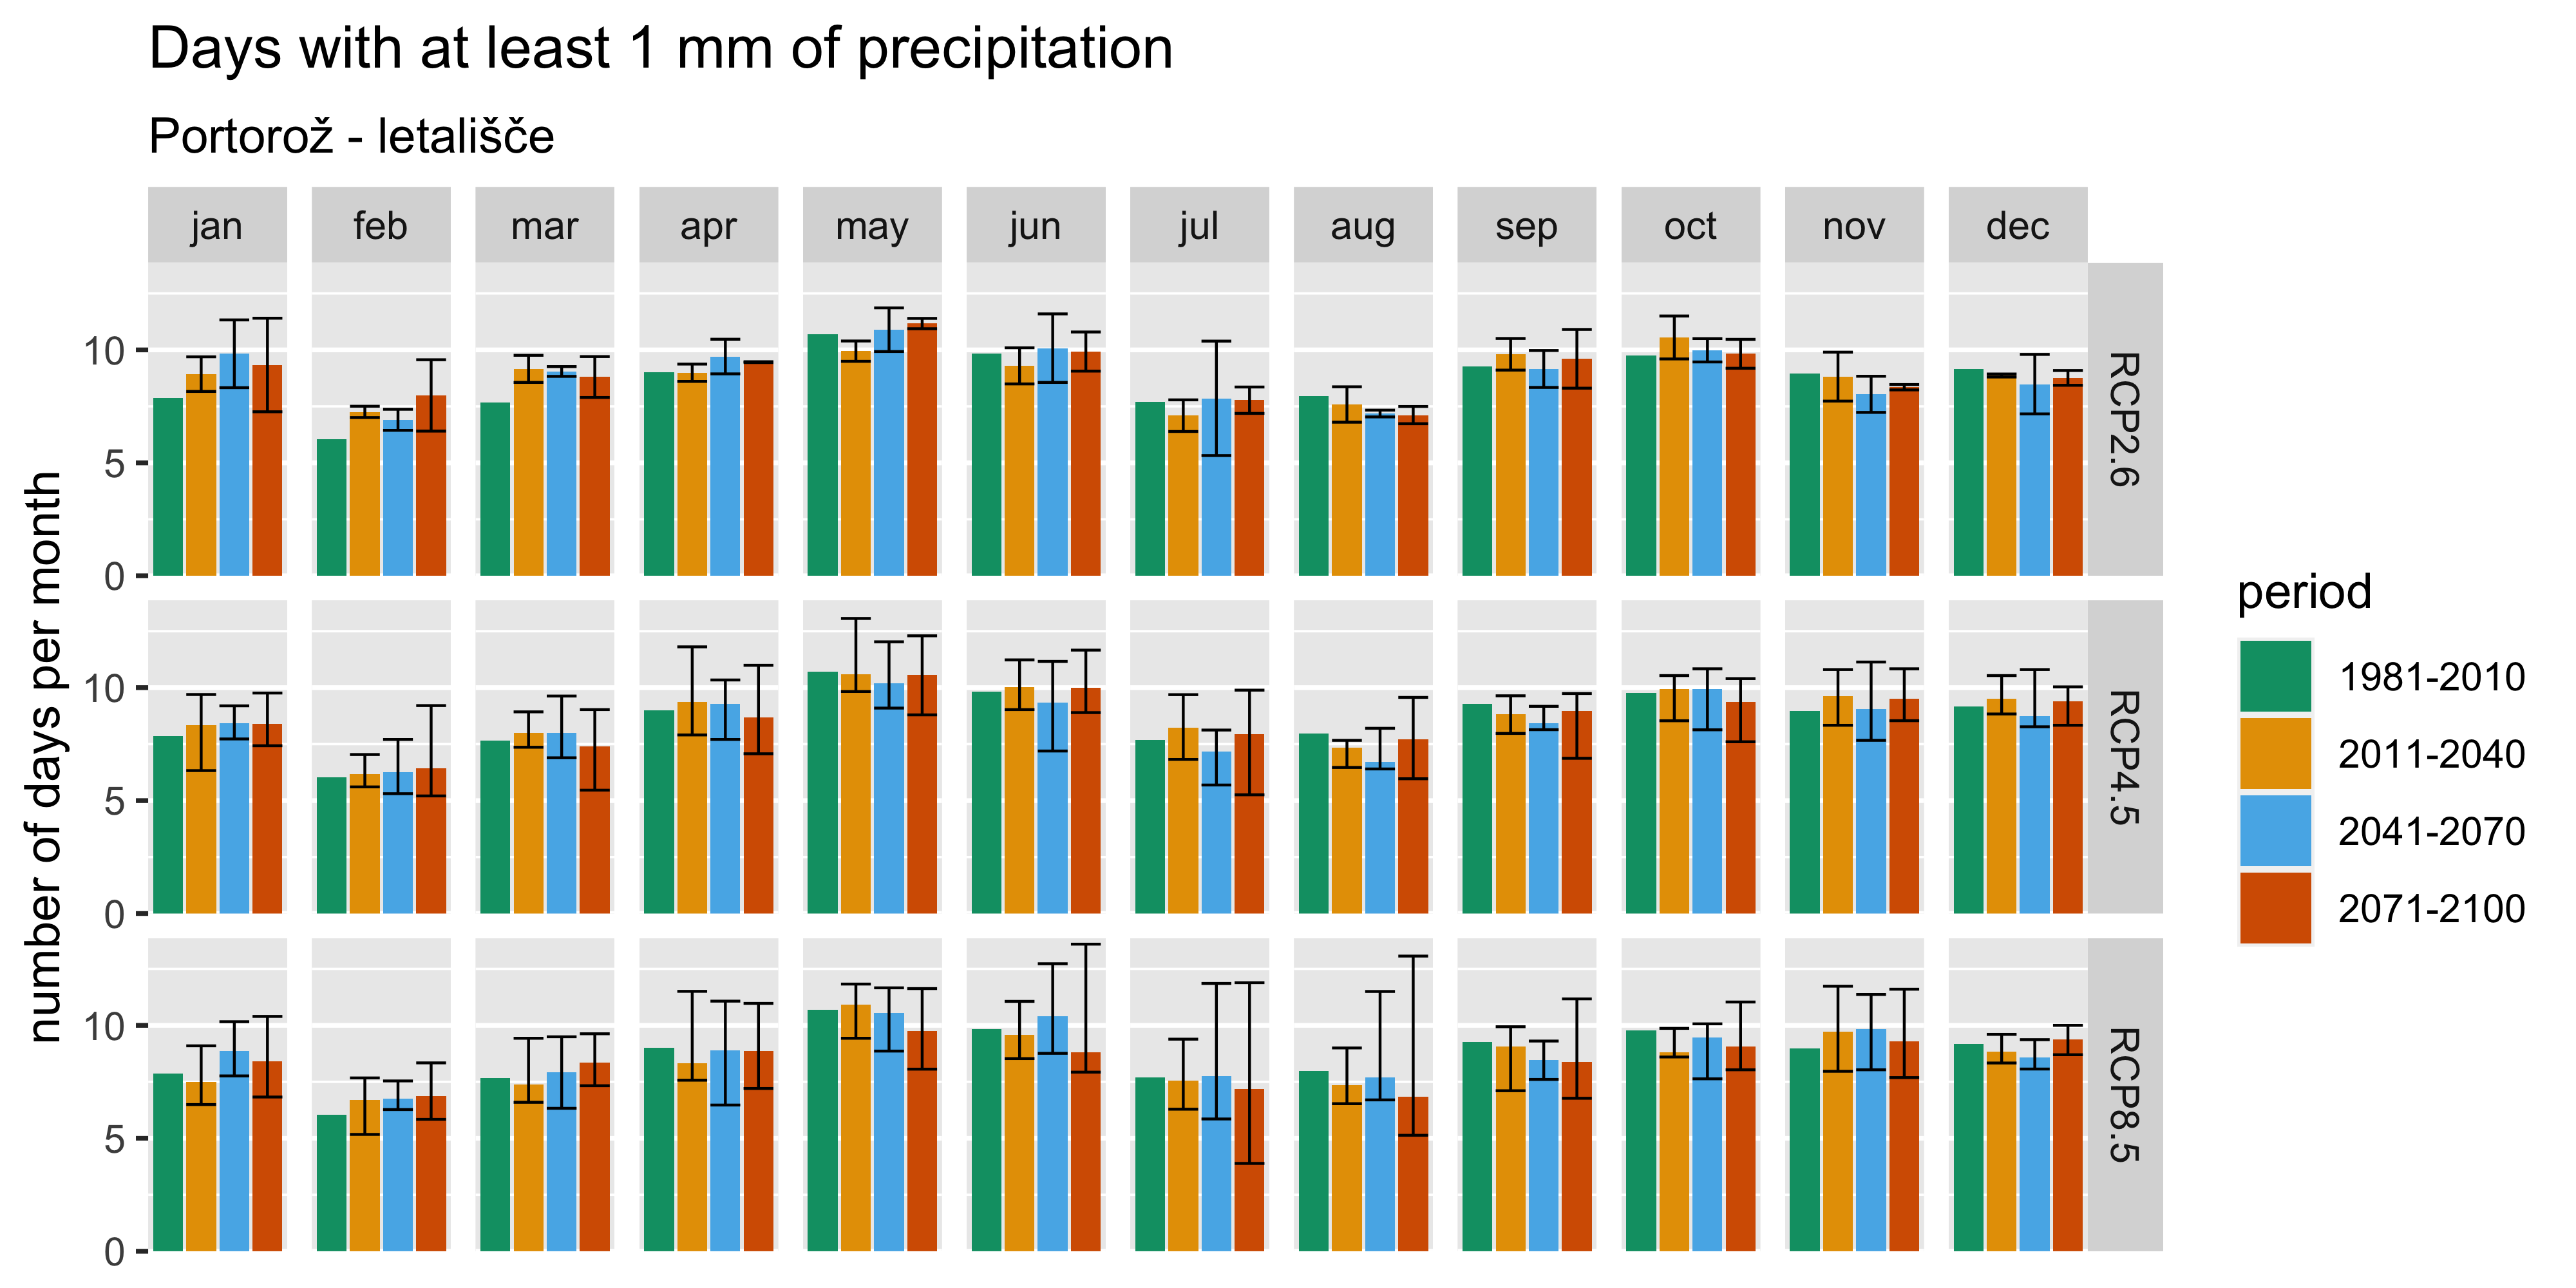 Days with at least 1 mm of precipitation
Portorož - letališče
jan feb mar apr may jun jul aug sep oct nov dec
number of days per month
10
5
0
RCP2.6
10
5
0
RCP4.5
10
5
0
RCP8.5
period
1981-2010
2011-2040
2041-2070
2071-2100